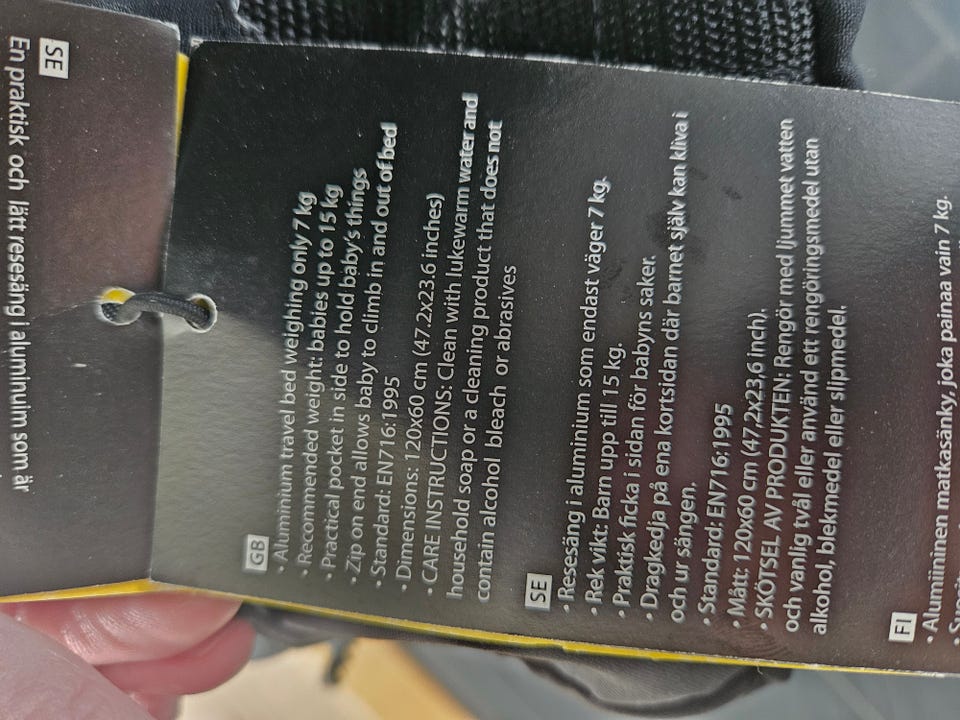 SE
En praktisk och lätt resesäng i aluminuim som är
GB
• Alumimium travel bed weighing only 7 kg
• Recommended weight: babies up to 15 kg
• Practical pocket in side to hold baby's things
• Zip on end allows baby to climb in and out of bed
• Standard: EN716:1995
• Dimensions: 120x60 cm (47.2x23.6 inches)
• CARE INSTRUCTIONS: Clean with lukewarm water and
household soap or a cleaning product that does not
contain alcohol bleach or abrasives
SE
• Resesäng i aluminium som endast väger 7 kg.
• Rek vikt: Barn upp till 15 kg.
• Praktisk ficka i sidan för babyns saker.
• Dragkedja på ena kortsidan där barnet själv kan kliva i
och ur sängen.
• Standard: EN716:1995
• Mått: 120x60 cm (47,2x23,6 inch).
• SKÖTSEL AV PRODUKTEN: Rengör med ljummet vatten
och vanlig tvål eller använd ett rengöringsmedel utan
alkohol, blekmedel eller slipmedel.
FI
• Alumiininen matkasänky, joka painaa vain 7 kg.